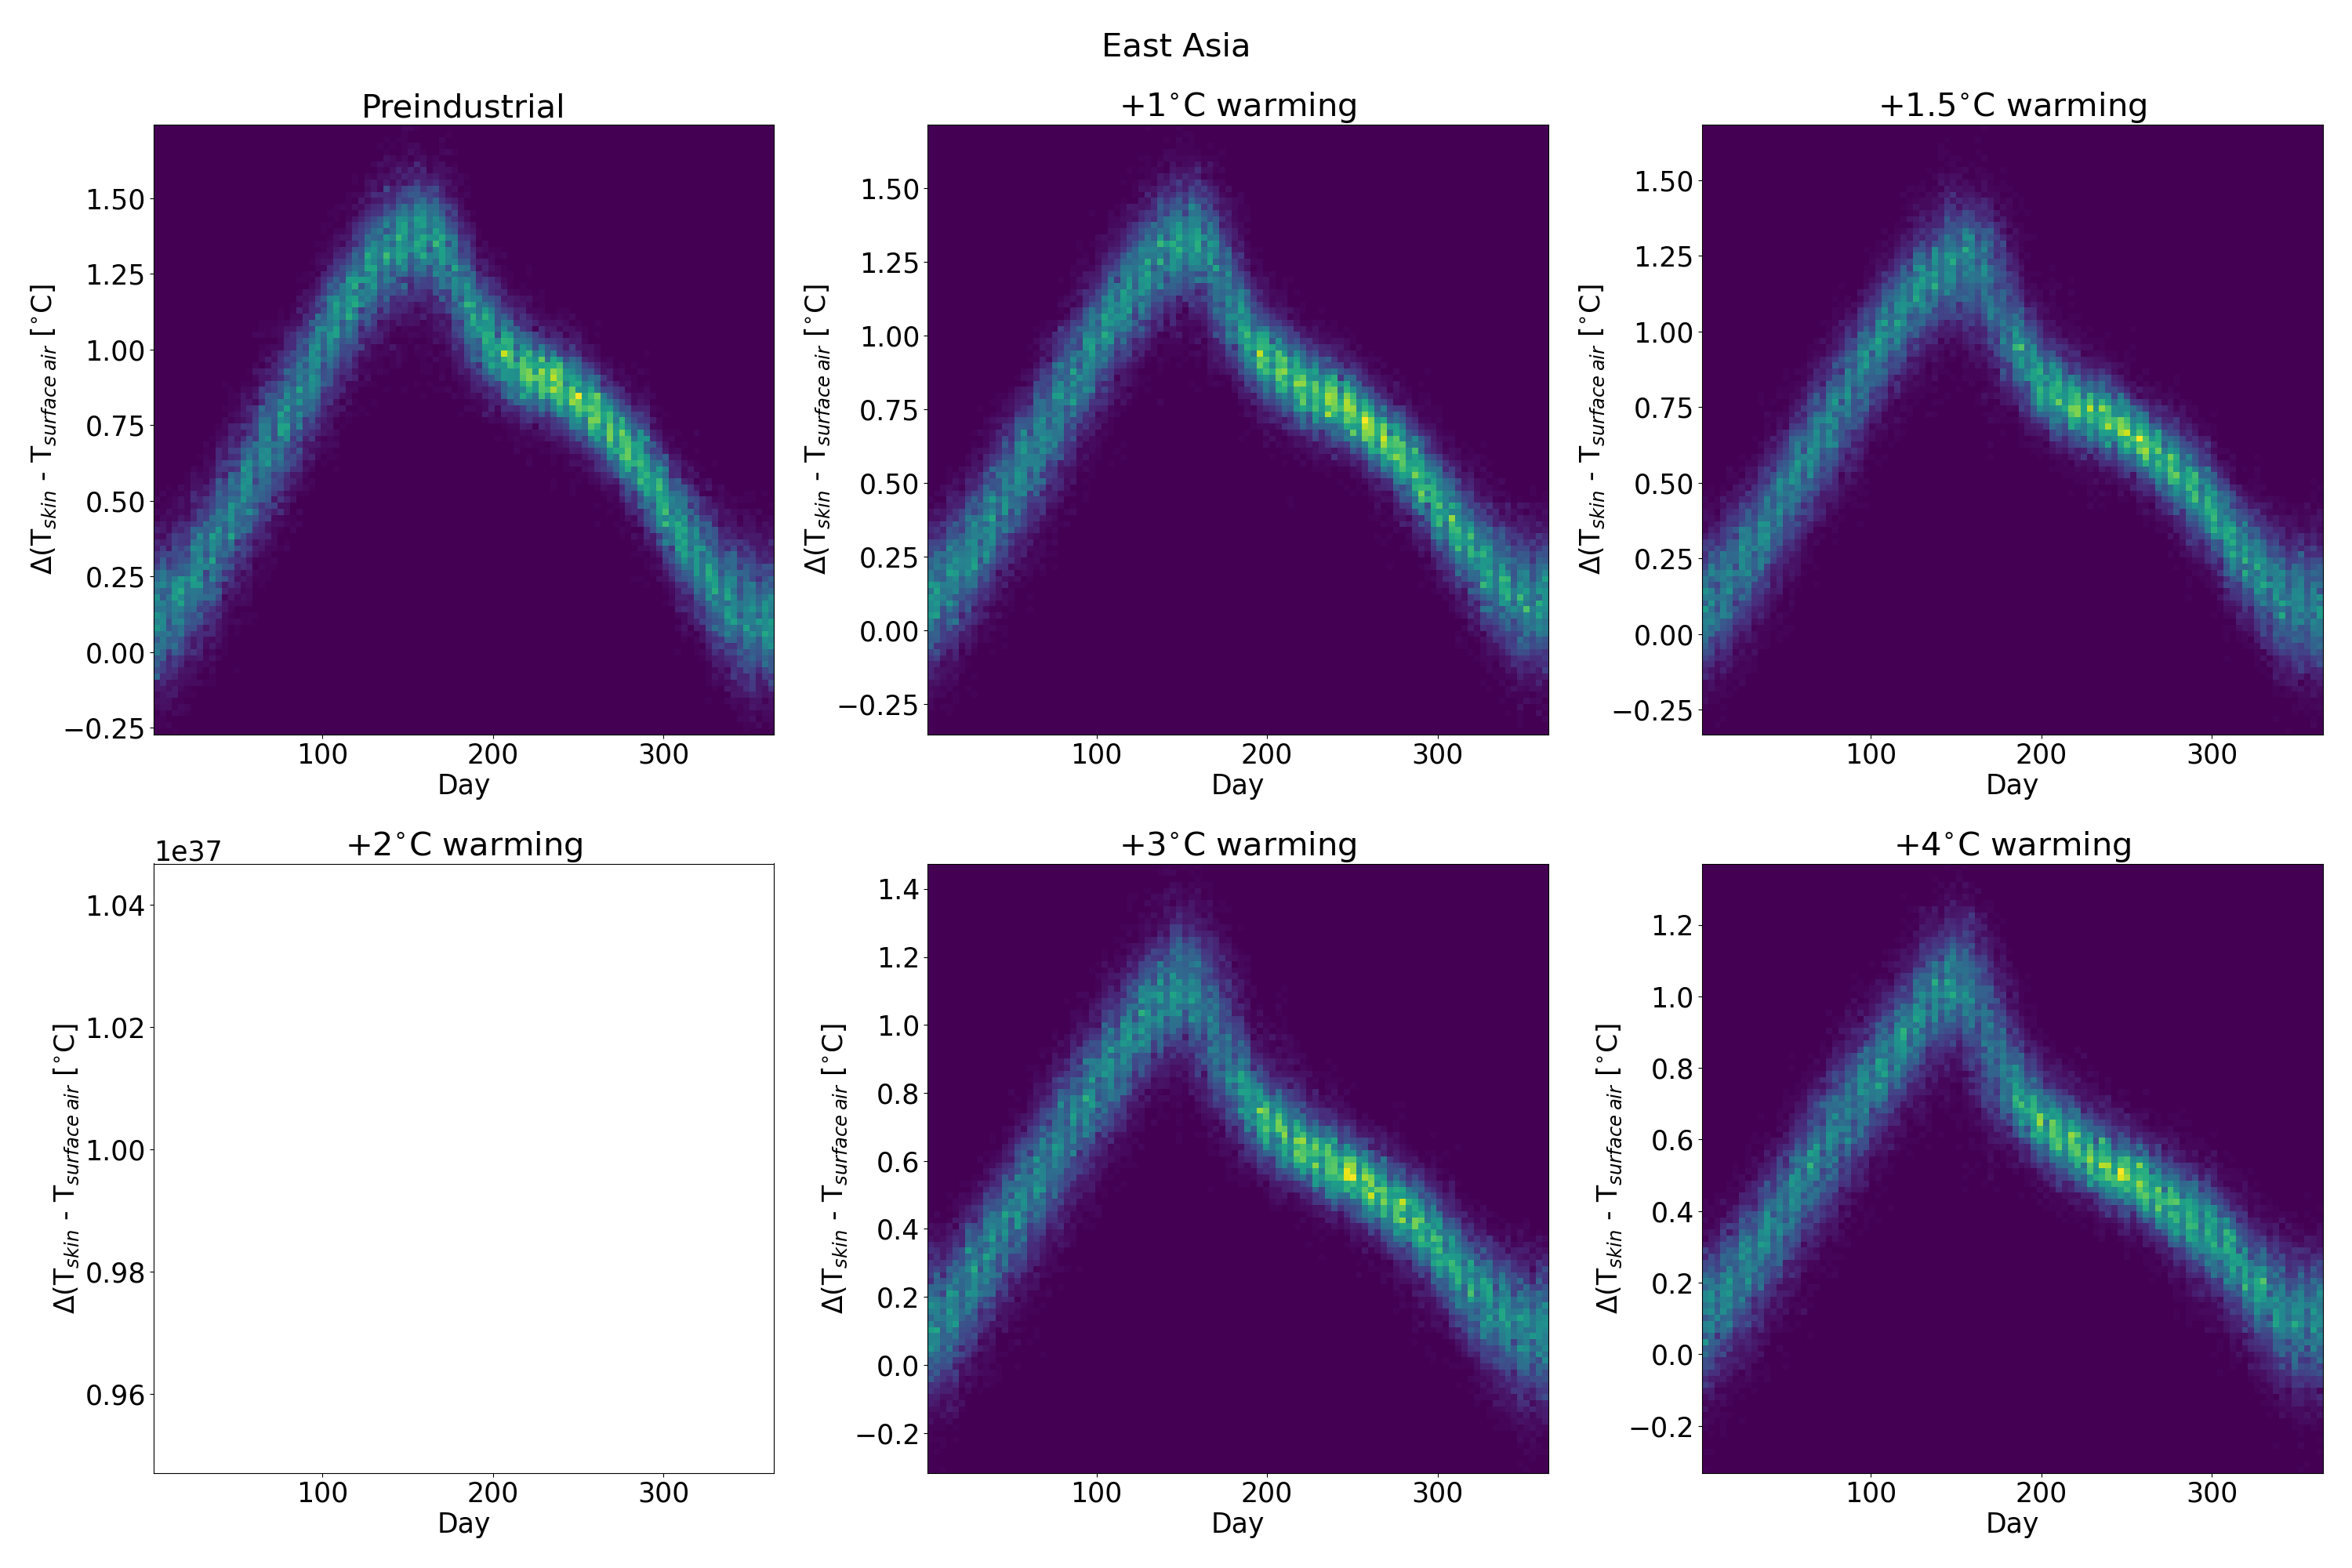 East Asia
Preindustrial
+1°C warming
+1.5°C warming
Δ(T_skin - T_surface air [°C]
1.50
1.25
1.00
0.75
0.50
0.25
0.00
−0.25
100 200 300
Day
Δ(T_skin - T_surface air [°C]
1.50
1.25
1.00
0.75
0.50
0.25
0.00
−0.25
100 200 300
Day
Δ(T_skin - T_surface air [°C]
1.50
1.25
1.00
0.75
0.50
0.25
0.00
−0.25
100 200 300
Day
+2°C warming
+3°C warming
+4°C warming
1e37
Δ(T_skin - T_surface air [°C]
1.04
1.02
1.00
0.98
0.96
100 200 300
Day
Δ(T_skin - T_surface air [°C]
1.4
1.2
1.0
0.8
0.6
0.4
0.2
0.0
−0.2
100 200 300
Day
Δ(T_skin - T_surface air [°C]
1.2
1.0
0.8
0.6
0.4
0.2
0.0
−0.2
100 200 300
Day